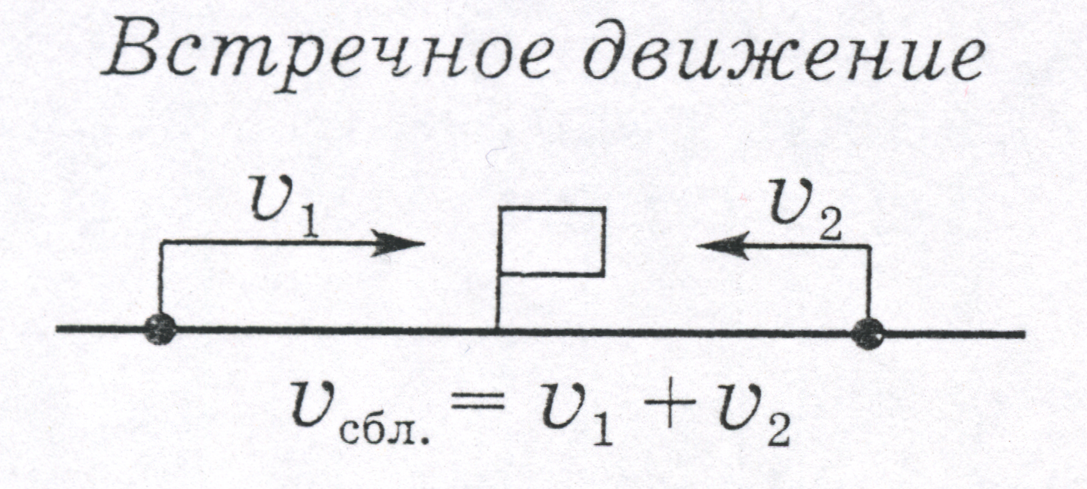 Встречное движение
v₁ v₂
vсбл. = v₁ + v₂